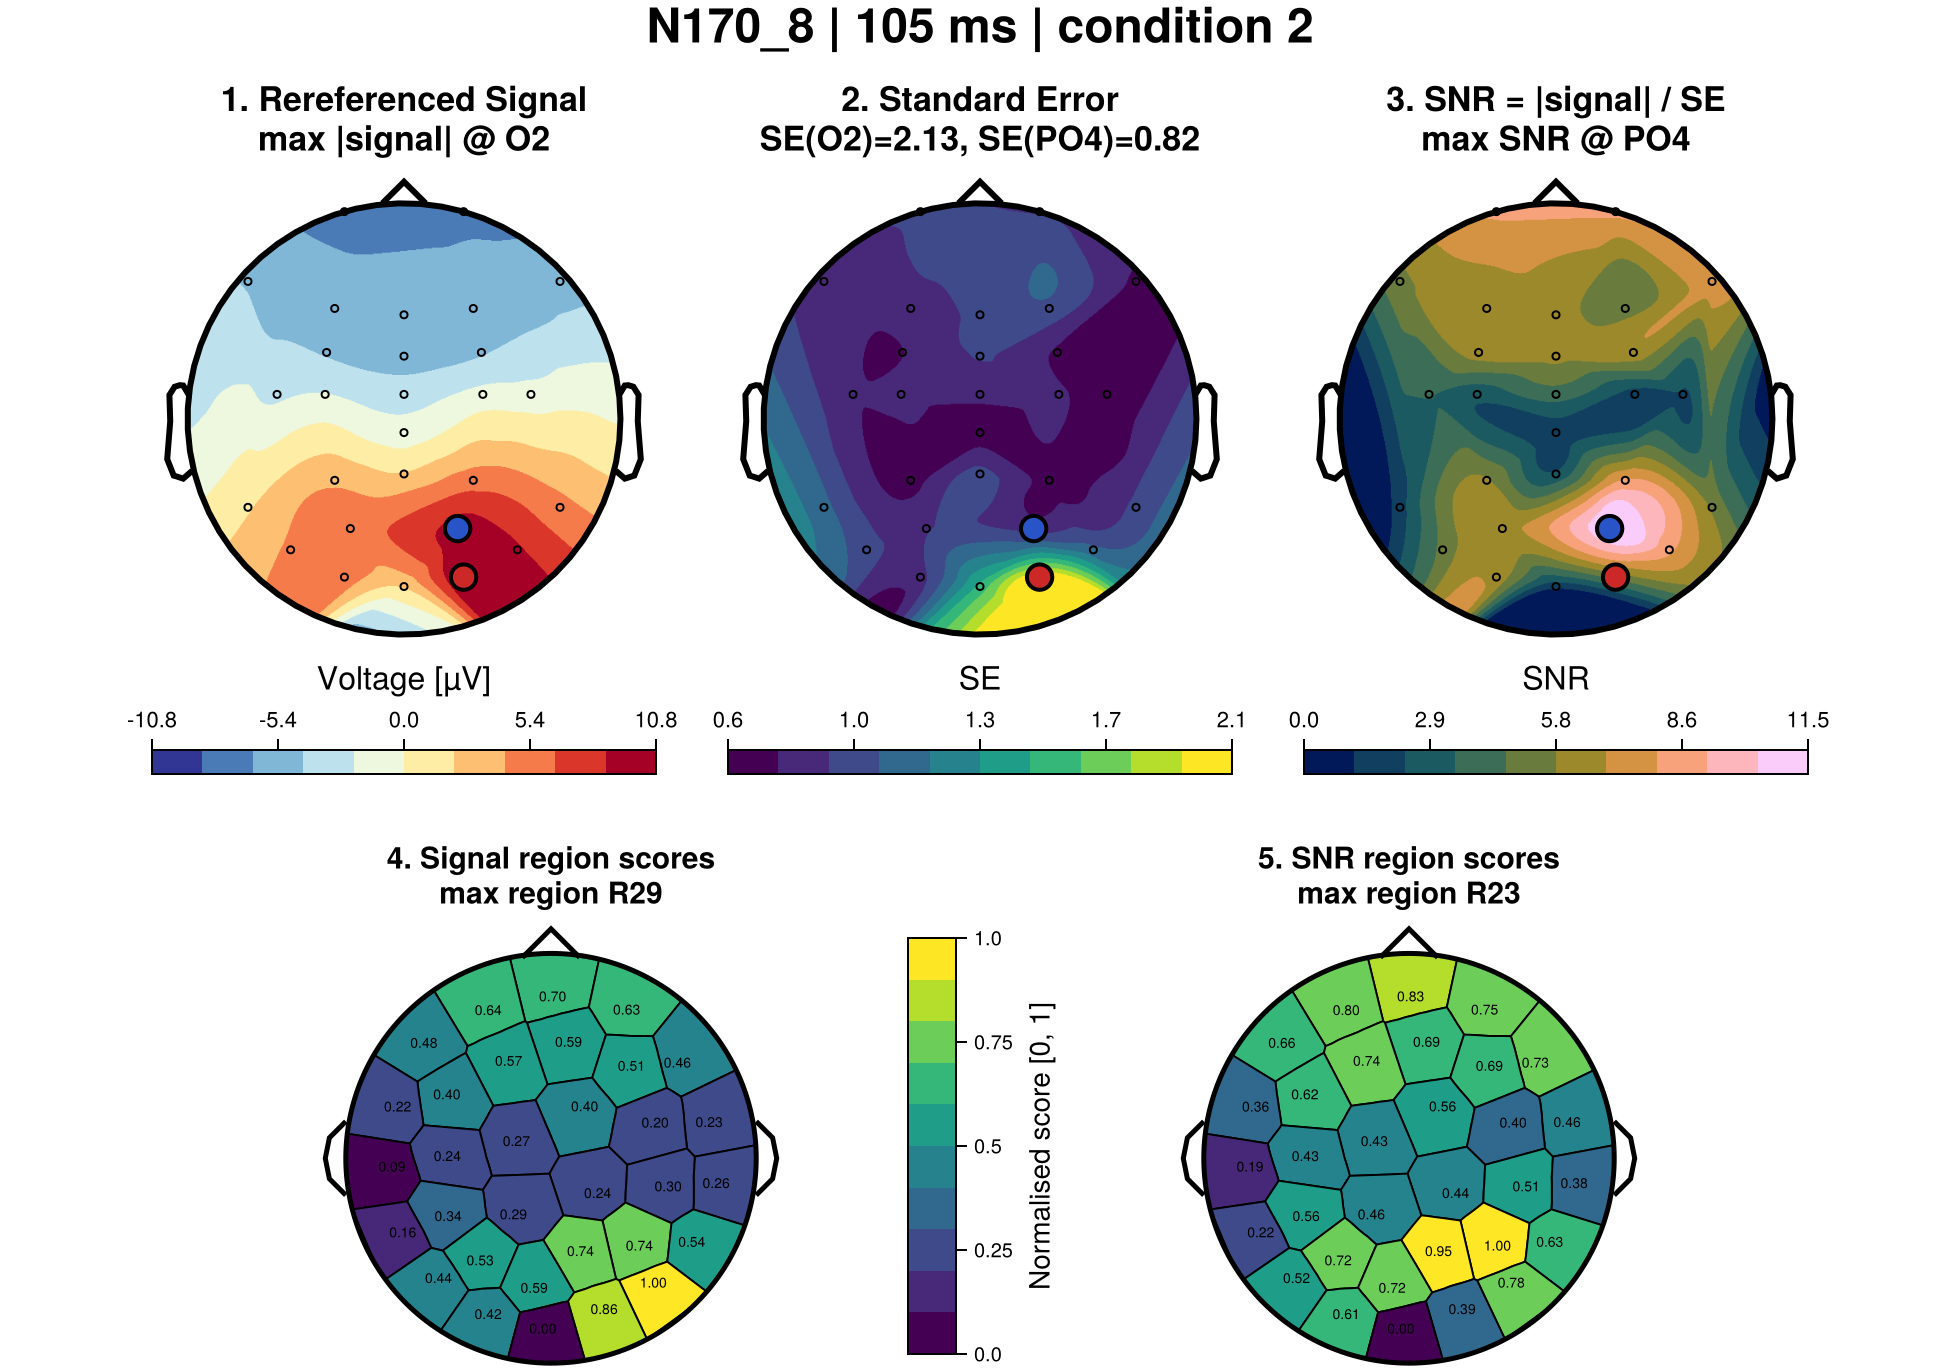 N170_8 | 105 ms | condition 2
1. Rereferenced Signal
max |signal| @ O2
2. Standard Error
SE(O2)=2.13, SE(PO4)=0.82
3. SNR = |signal| / SE
max SNR @ PO4
Voltage [µV]
-10.8 -5.4 0.0 5.4 10.8
SE
0.6 1.0 1.3 1.7 2.1
SNR
0.0 2.9 5.8 8.6 11.5
4. Signal region scores
max region R29
0.70
0.64 0.63
0.48 0.59
0.57 0.51 0.46
0.40
0.22 0.40
0.20 0.23
0.27
0.24
0.09
0.30 0.26
0.24
0.34 0.29
0.16
0.74 0.74 0.54
0.53
0.44 0.59 1.00
0.42 0.86
0.00
1.0
0.75
0.5
0.25
0.0
Normalised score [0, 1]
5. SNR region scores
max region R23
0.83
0.80 0.75
0.66 0.69
0.74 0.69 0.73
0.62
0.36 0.56
0.40 0.46
0.43
0.43
0.19
0.51 0.38
0.44
0.56 0.46
0.22
0.95 1.00 0.63
0.72
0.52 0.72 0.78
0.61 0.39
0.00